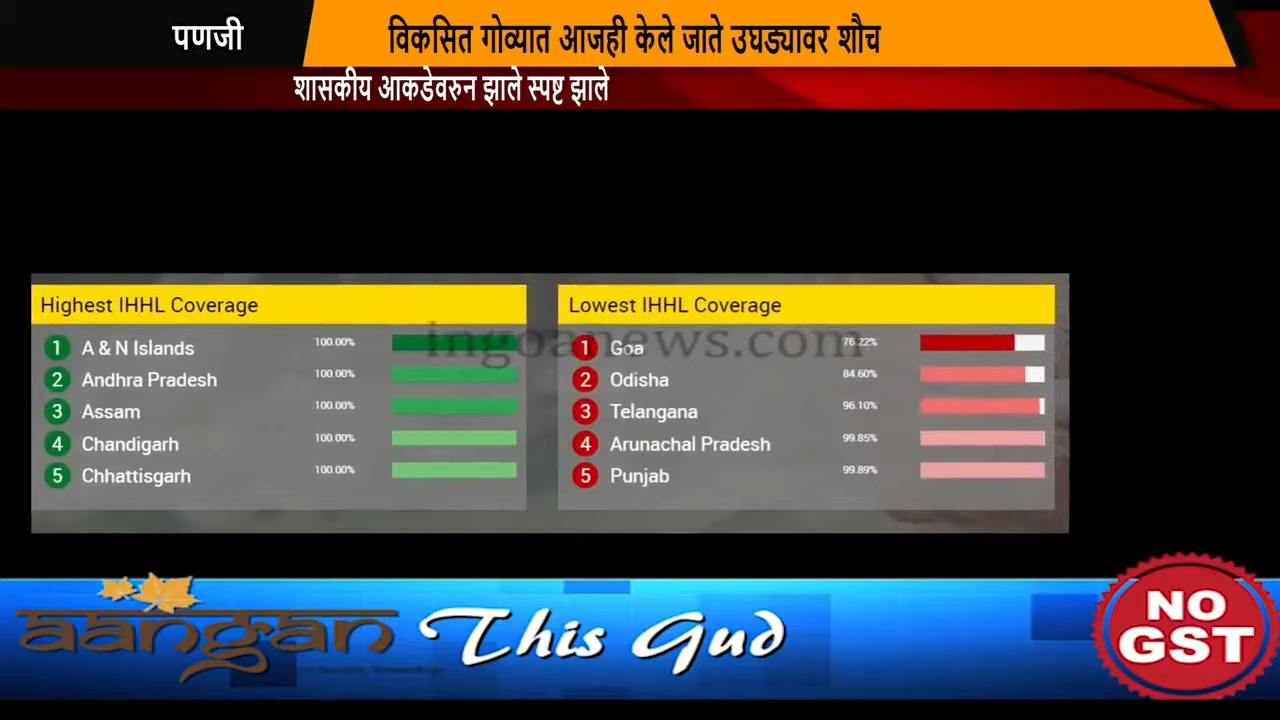 पणजी
विकसित गोव्यात आजही केले जाते उघड्यावर शौच
शासकीय आकडेवरुन झाले स्पष्ट झाले
Highest IHHL Coverage
1 A & N Islands 100.00%
2 Andhra Pradesh 100.00%
3 Assam 100.00%
4 Chandigarh 100.00%
5 Chhattisgarh 100.00%
Lowest IHHL Coverage
1 Goa 76.22%
2 Odisha 84.60%
3 Telangana 96.10%
4 Arunachal Pradesh 99.85%
5 Punjab 99.89%
ingoanews.com
aangan
This Gud
NO
GST